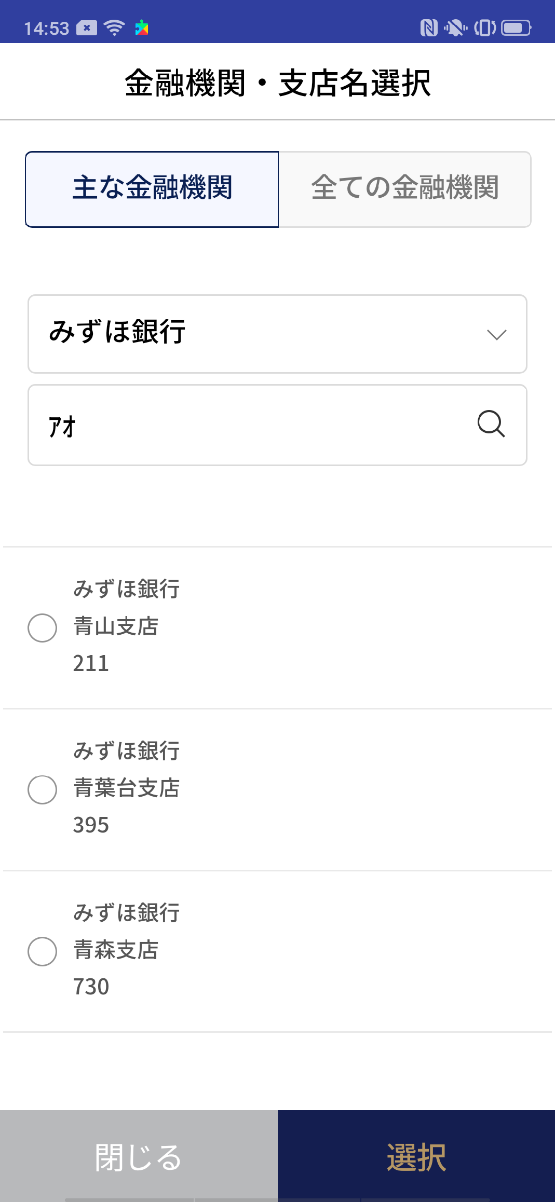 14:53
金融機関・支店名選択
主な金融機関
全ての金融機関
みずほ銀行
ｱｵ
みずほ銀行
青山支店
211
みずほ銀行
青葉台支店
395
みずほ銀行
青森支店
730
閉じる
選択